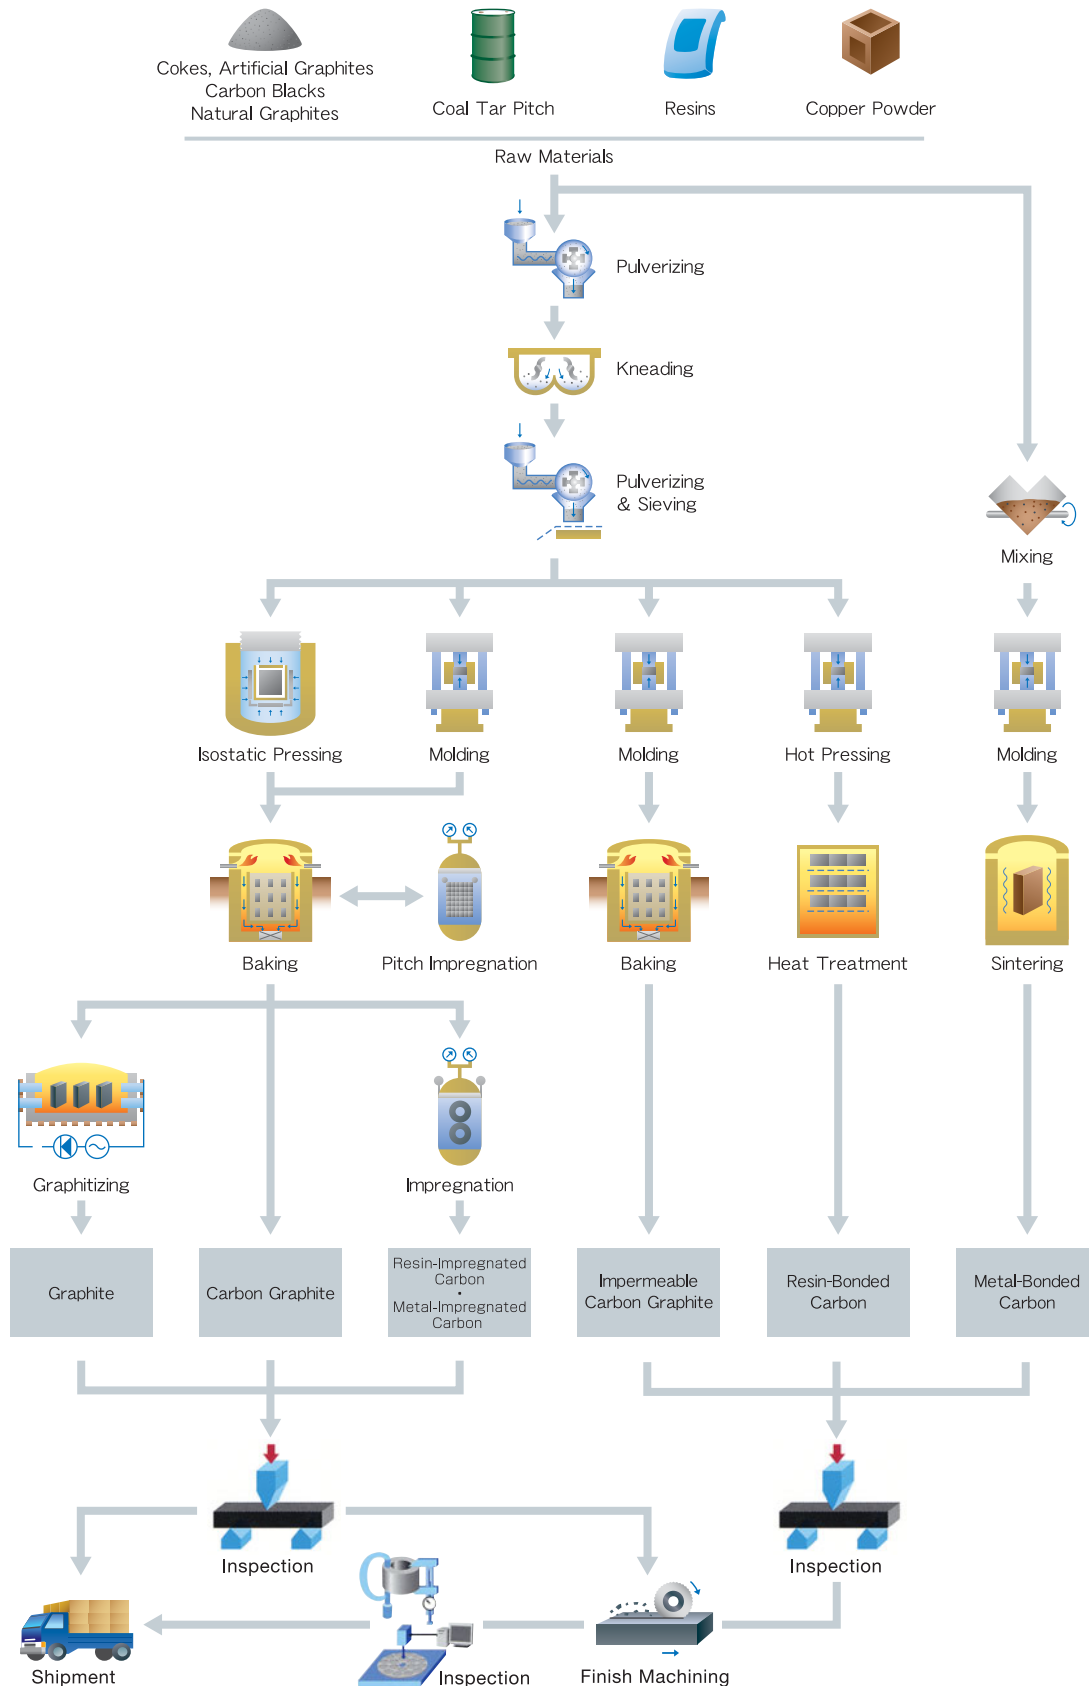 Cokes, Artificial Graphites
Carbon Blacks
Natural Graphites
Coal Tar Pitch
Resins
Copper Powder
Raw Materials
Pulverizing
Kneading
Pulverizing
& Sieving
Mixing
Isostatic Pressing
Molding
Molding
Hot Pressing
Molding
Baking
Pitch Impregnation
Baking
Heat Treatment
Sintering
Graphitizing
Impregnation
Graphite
Carbon Graphite
Resin-Impregnated
Carbon
•
Metal-Impregnated
Carbon
Impermeable
Carbon Graphite
Resin-Bonded
Carbon
Metal-Bonded
Carbon
Inspection
Inspection
Shipment
Inspection
Finish Machining